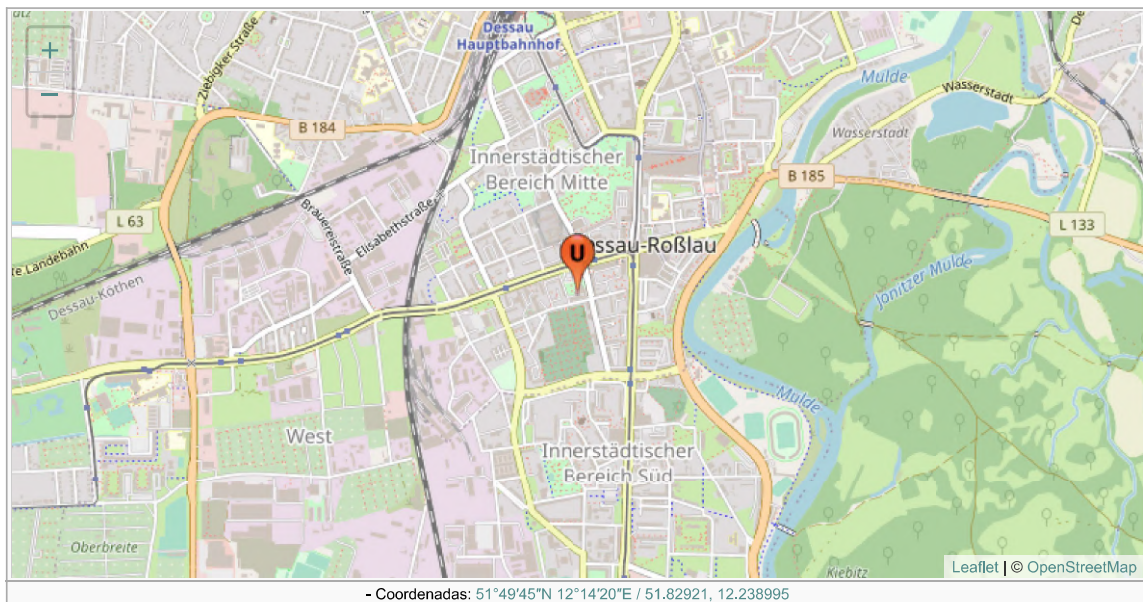 Dessau
Hauptbahnhof
Ziebigker Straße
+
−
B 184
Mulde
Wasserstadt
Wasserstadt
Innerstädtischer
Bereich Mitte
B 185
L 63
Brauereistraße
Elisabethstraße
L 133
U
ssau-Roßlau
te Landebahn
Dessau-Köthen
Jonitzer Mulde
Mulde
West
Innerstädtischer
Bereich Süd
Oberbreite
Kiebitz
Leaflet | © OpenStreetMap
- Coordenadas: 51°49′45″N 12°14′20″E / 51.82921, 12.238995